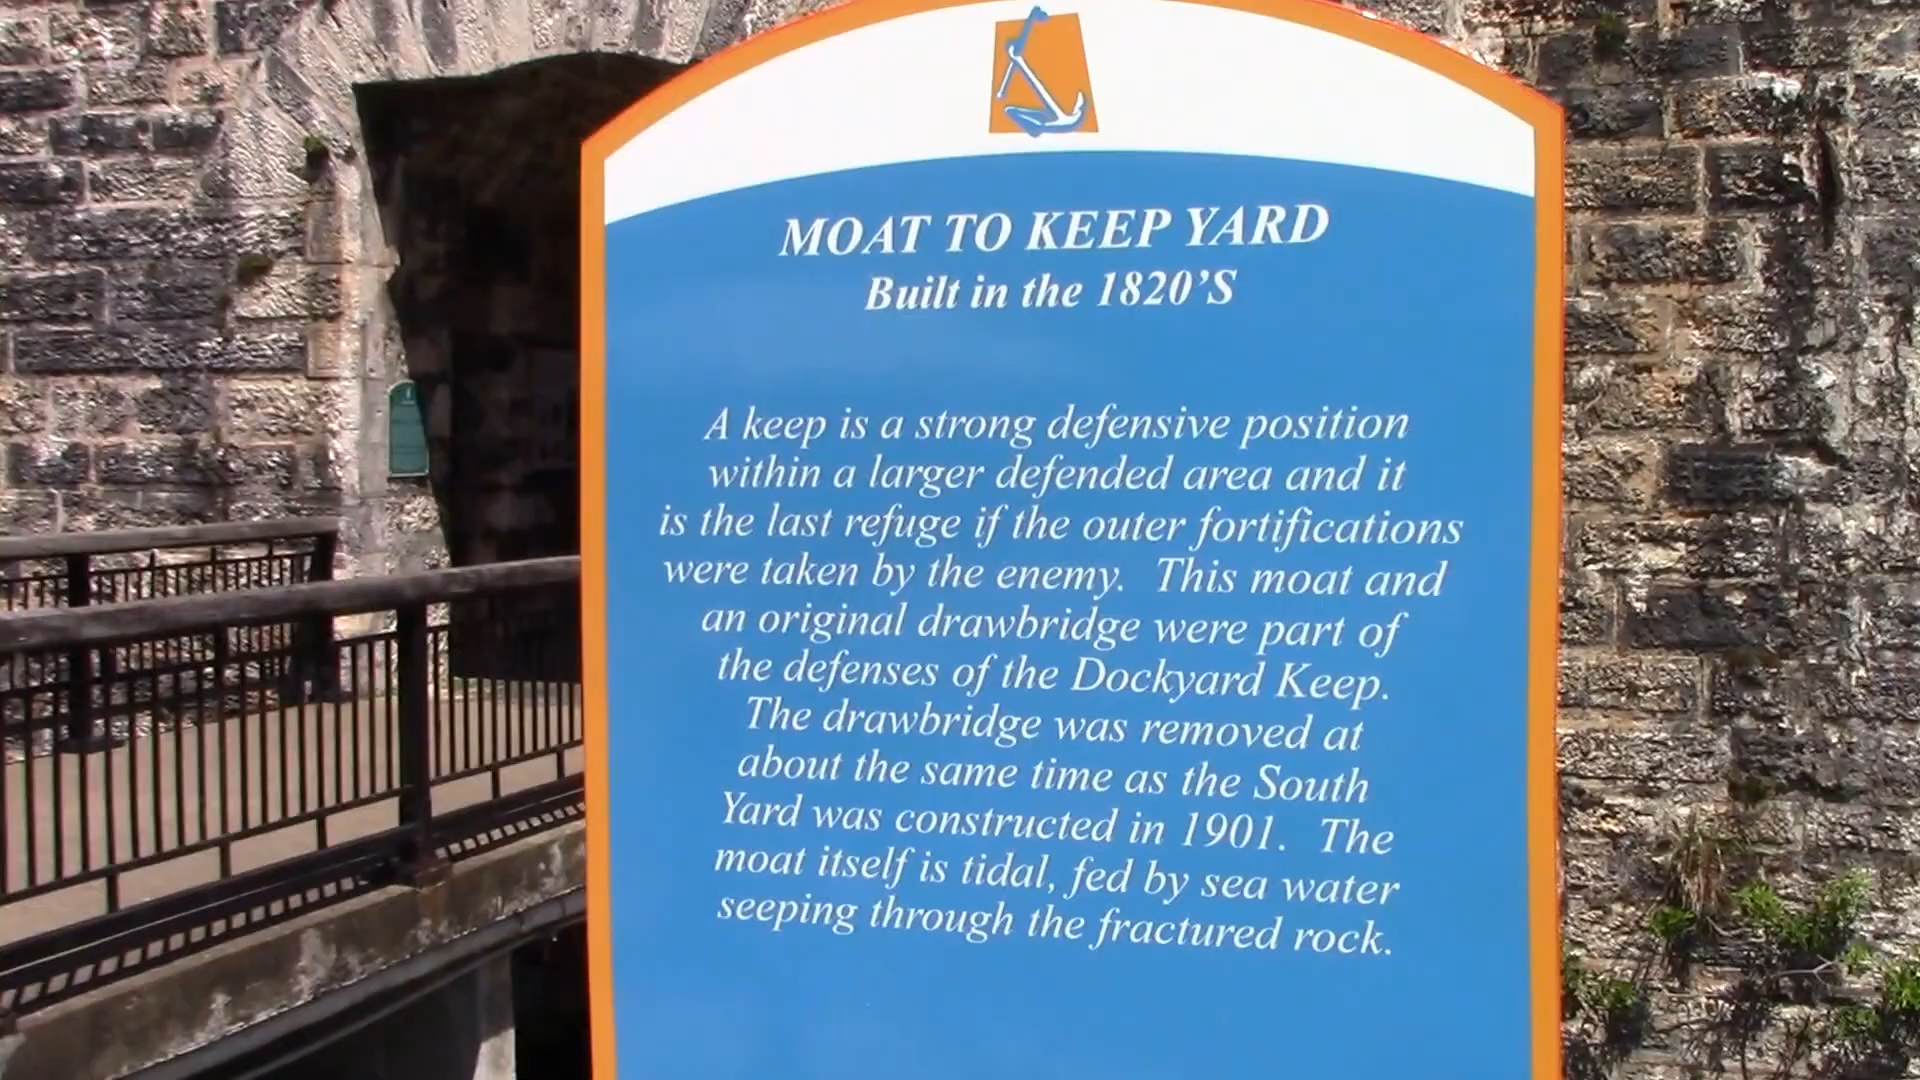 MOAT TO KEEP YARD
Built in the 1820'S
A keep is a strong defensive position
within a larger defended area and it
is the last refuge if the outer fortifications
were taken by the enemy. This moat and
an original drawbridge were part of
the defenses of the Dockyard Keep.
The drawbridge was removed at
about the same time as the South
Yard was constructed in 1901. The
moat itself is tidal, fed by sea water
seeping through the fractured rock.